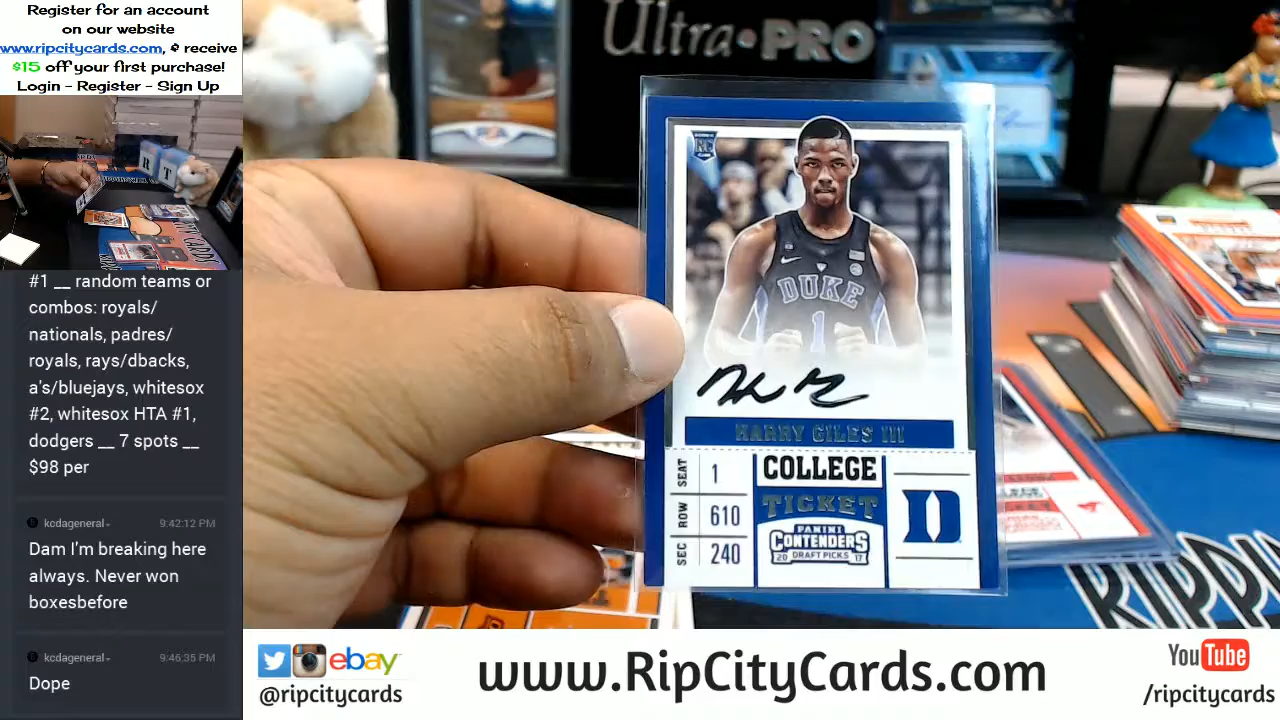 Register for an account
on our website
www.ripcitycards.com, & receive
$15 off your first purchase!
Login - Register - Sign Up
R T
#1 __ random teams or
combos: royals/
nationals, padres/
royals, rays/dbacks,
a's/bluejays, whitesox
#2, whitesox HTA #1,
dodgers __ 7 spots __
$98 per
kcdageneral
9:42:12 PM
Dam I'm breaking here
always. Never won
boxesbefore
kcdageneral
9:46:35 PM
Dope
Ultra PRO
RC
DUKE
1
HARRY GILES III
SEAT 1
ROW 610
SEC 240
COLLEGE
TICKET
PANINI
CONTENDERS
2017
DRAFT PICKS
D
RIPPIN
ebay
@ripcitycards
www.RipCityCards.com
YouTube
/ripcitycards